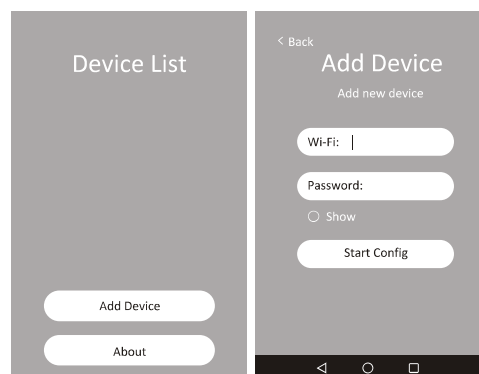 Device List
Add Device
About
< Back
Add Device
Add new device
Wi-Fi:
Password:
Show
Start Config